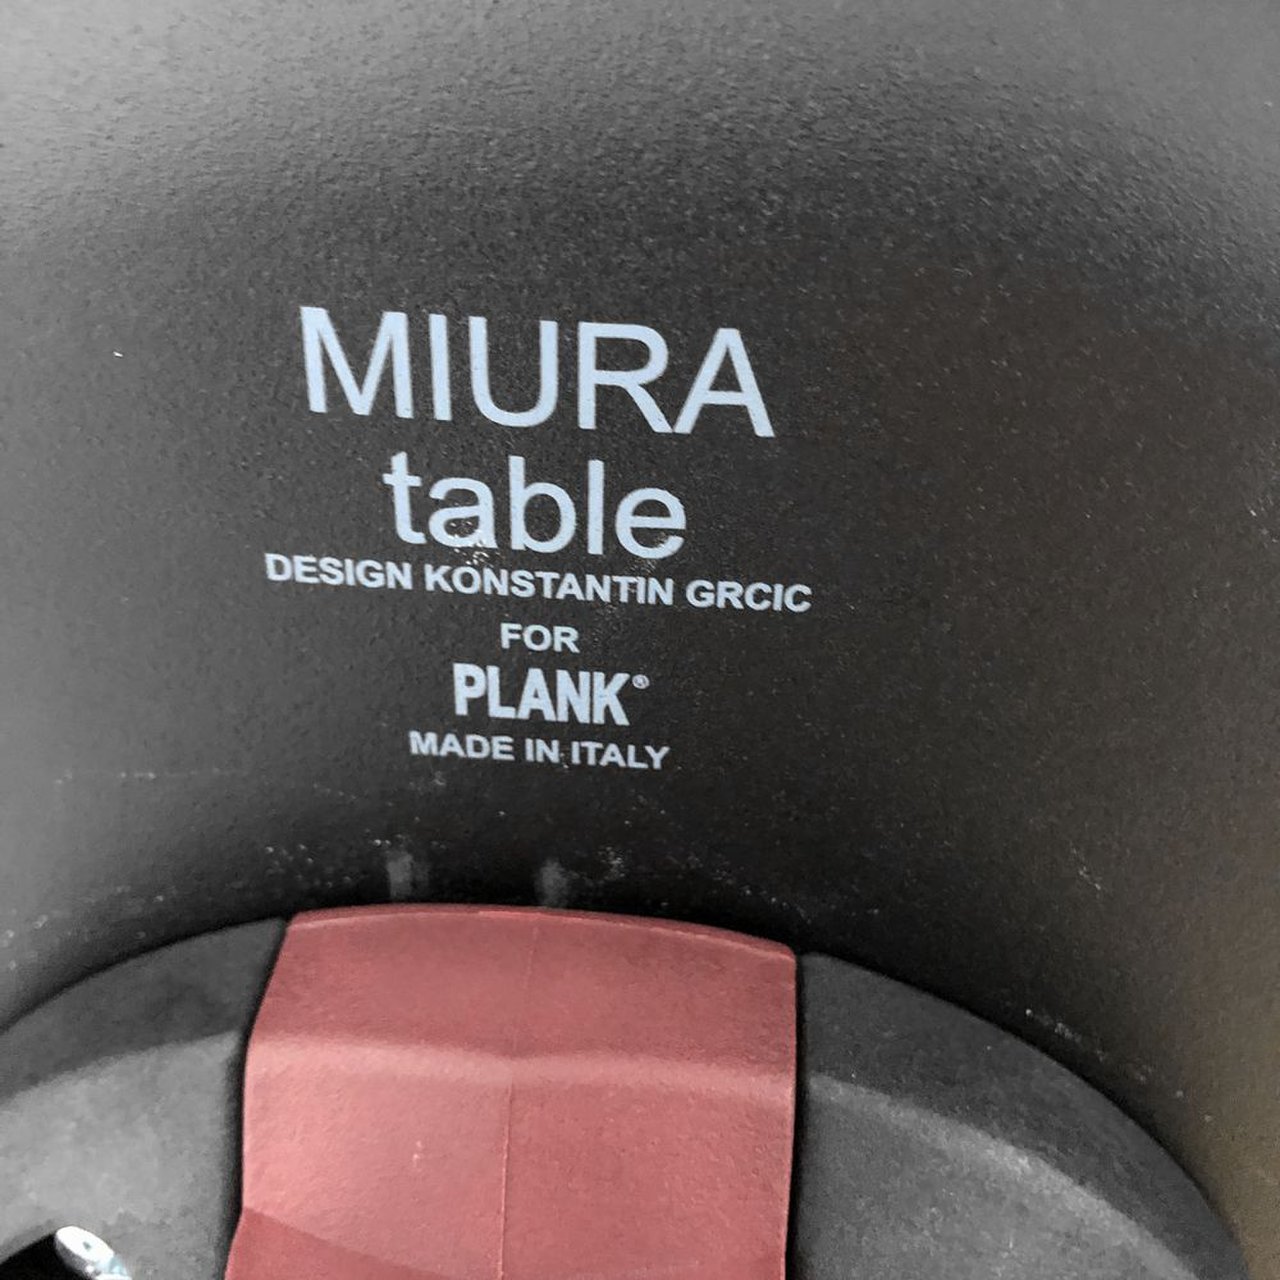 MIURA
table
DESIGN KONSTANTIN GRCIC
FOR
PLANK®
MADE IN ITALY